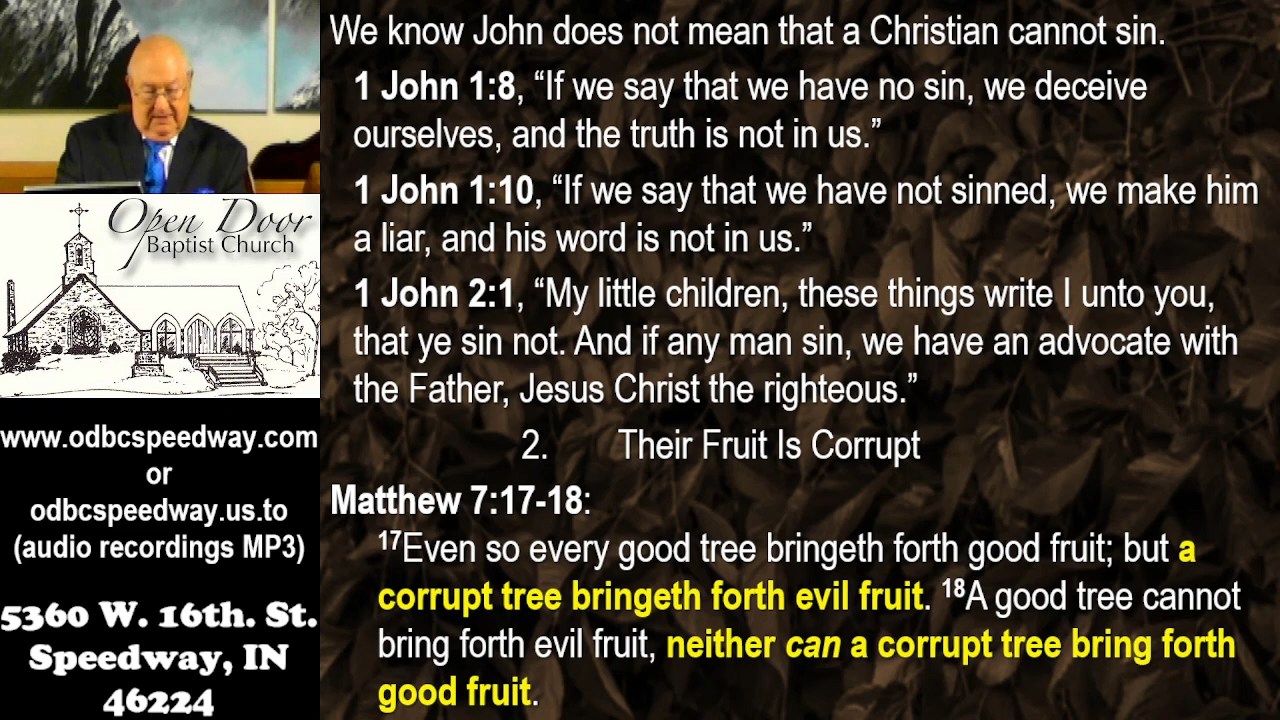 Open Door
Baptist Church
www.odbcspeedway.com
or
odbcspeedway.us.to
(audio recordings MP3)
5360 W. 16th. St.
Speedway, IN
46224
We know John does not mean that a Christian cannot sin.
1 John 1:8, “If we say that we have no sin, we deceive
ourselves, and the truth is not in us.”
1 John 1:10, “If we say that we have not sinned, we make him
a liar, and his word is not in us.”
1 John 2:1, “My little children, these things write I unto you,
that ye sin not. And if any man sin, we have an advocate with
the Father, Jesus Christ the righteous.”
2. Their Fruit Is Corrupt
Matthew 7:17-18:
17Even so every good tree bringeth forth good fruit; but a
corrupt tree bringeth forth evil fruit. 18A good tree cannot
bring forth evil fruit, neither can a corrupt tree bring forth
good fruit.